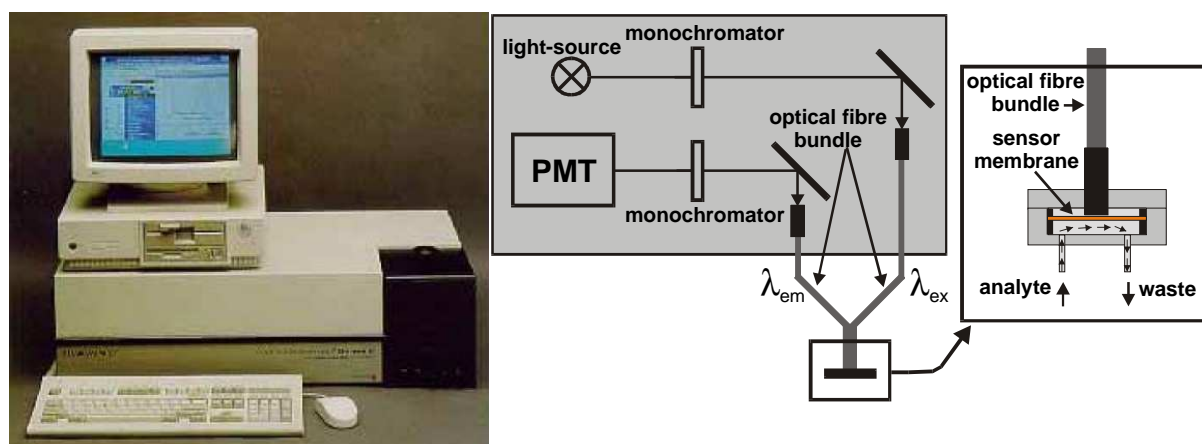 light-source
monochromator
optical fibre
bundle
PMT
monochromator
λem
λex
optical fibre
bundle
sensor
membrane
analyte
waste